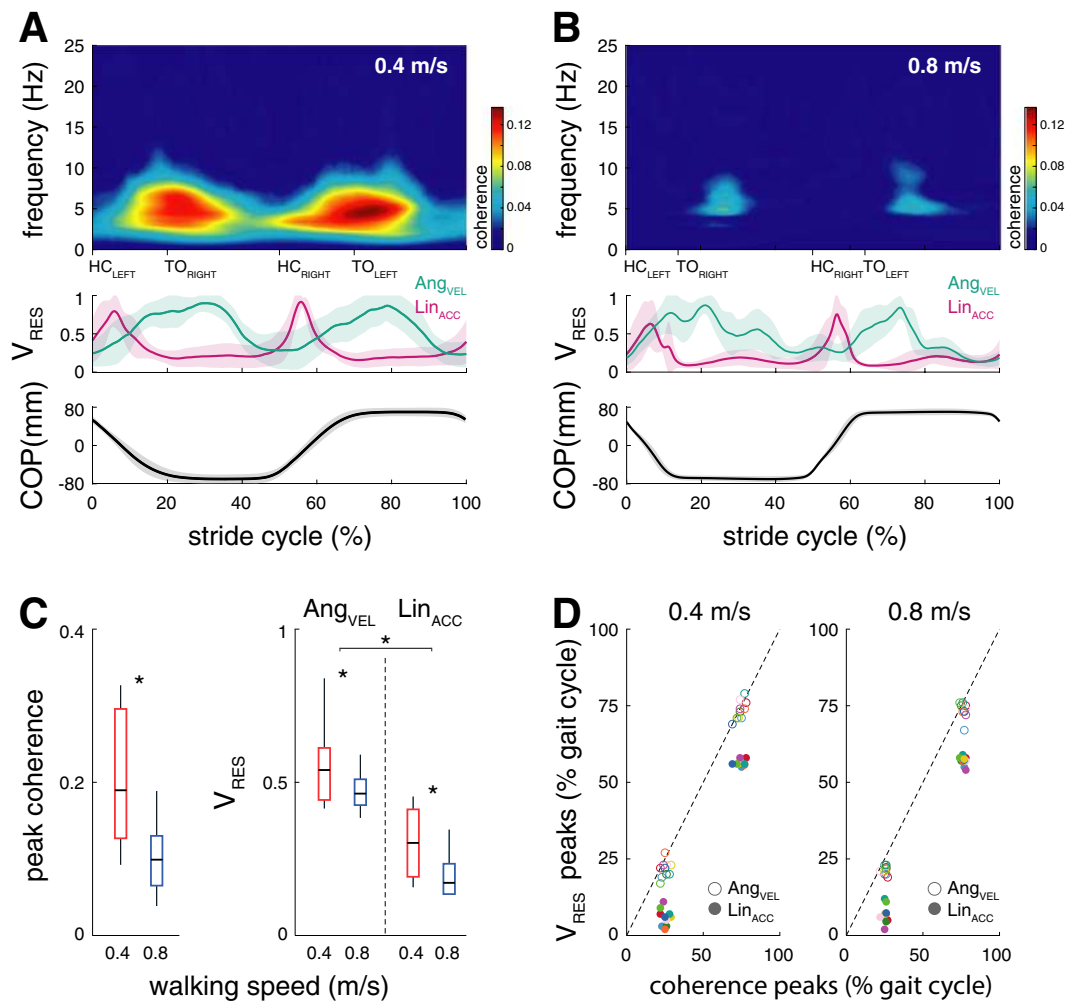 A
25
20
15
10
5
0
frequency (Hz)
0.4 m/s
0.12
0.08
0.04
0
coherence
HC_LEFT TO_RIGHT HC_RIGHT TO_LEFT
Ang_VEL
Lin_ACC
1
0.5
0
V_RES
80
0
-80
COP(mm)
0 20 40 60 80 100
stride cycle (%)
B
25
20
15
10
5
0
frequency (Hz)
0.8 m/s
0.12
0.08
0.04
0
coherence
HC_LEFT TO_RIGHT HC_RIGHT TO_LEFT
Ang_VEL
Lin_ACC
1
0.5
0
V_RES
80
0
-80
COP(mm)
0 20 40 60 80 100
stride cycle (%)
C
Ang_VEL Lin_ACC
0.4
0.2
0
peak coherence
*
0.4 0.8
1
0.5
0
V_RES
*
*
*
0.4 0.8 0.4 0.8
walking speed (m/s)
D
0.4 m/s 0.8 m/s
100
75
50
25
0
V_RES peaks (% gait cycle)
Ang_VEL
Lin_ACC
0 50 100
100
75
50
25
0
Ang_VEL
Lin_ACC
0 50 100
coherence peaks (% gait cycle)